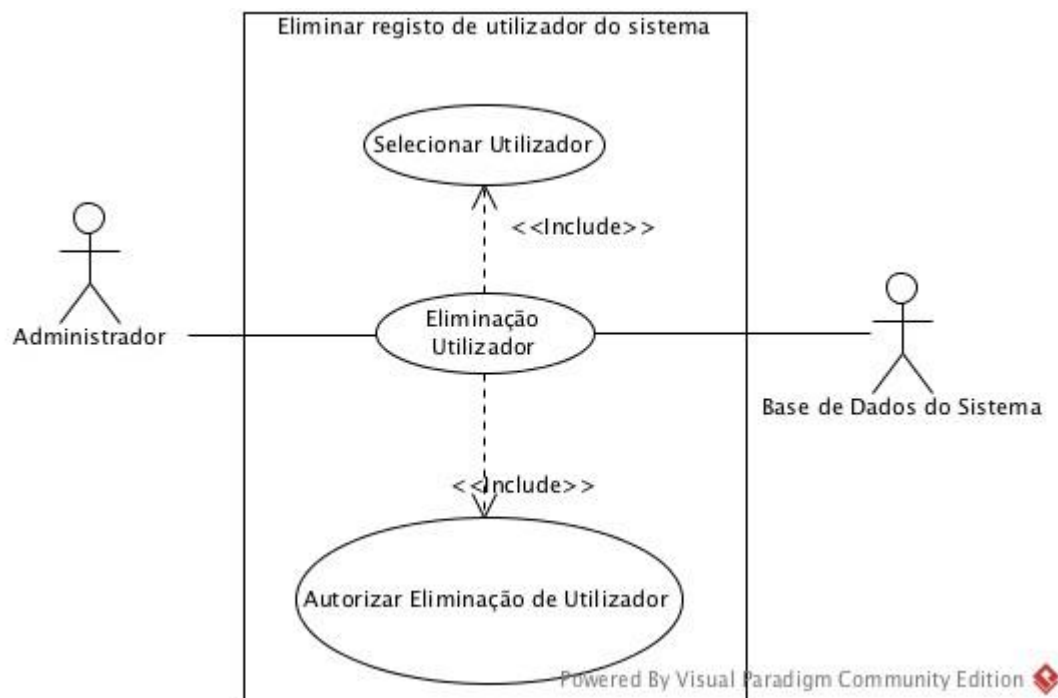 Eliminar registo de utilizador do sistema
Selecionar Utilizador
<<Include>>
Administrador
Eliminação
Utilizador
Base de Dados do Sistema
<<Include>>
Autorizar Eliminação de Utilizador
Powered By Visual Paradigm Community Edition